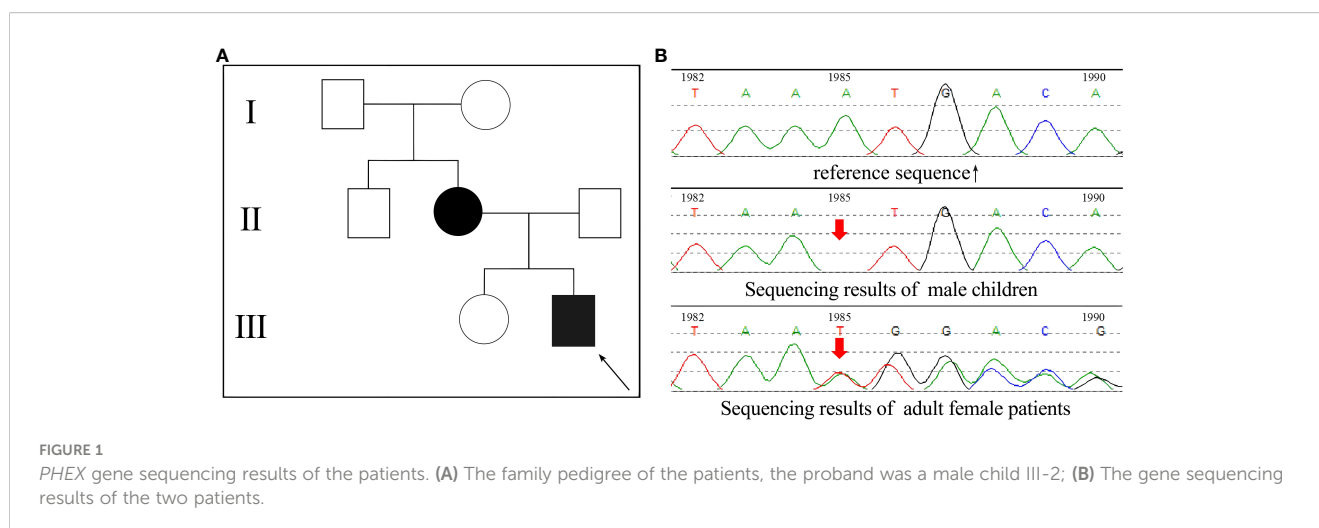 A
I
II
III
B
1982 1985 1990
T A A A T G A C A
reference sequence↑
1982 1985 1990
T A A T G A C A
Sequencing results of male children
1982 1985 1990
T A A T G G A C G
Sequencing results of adult female patients
FIGURE 1
PHEX gene sequencing results of the patients. (A) The family pedigree of the patients, the proband was a male child III-2; (B) The gene sequencing
results of the two patients.